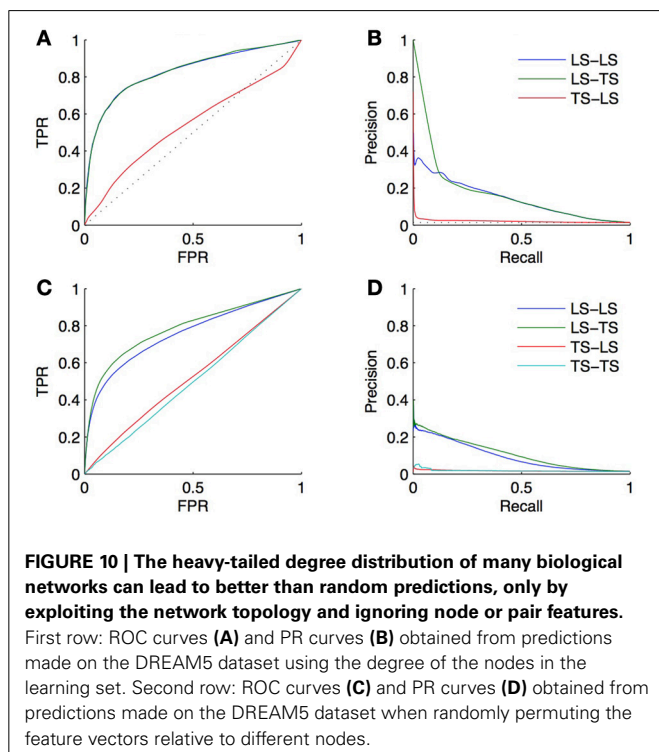 A
1
0.8
0.6
0.4
0.2
0
TPR
0
0.5
1
FPR
B
1
0.8
0.6
0.4
0.2
0
Precision
0
0.5
1
Recall
LS–LS
LS–TS
TS–LS
C
1
0.8
0.6
0.4
0.2
0
TPR
0
0.5
1
FPR
D
1
0.8
0.6
0.4
0.2
0
Precision
0
0.5
1
Recall
LS–LS
LS–TS
TS–LS
TS–TS
FIGURE 10 | The heavy-tailed degree distribution of many biological
networks can lead to better than random predictions, only by
exploiting the network topology and ignoring node or pair features.
First row: ROC curves (A) and PR curves (B) obtained from predictions
made on the DREAM5 dataset using the degree of the nodes in the
learning set. Second row: ROC curves (C) and PR curves (D) obtained from
predictions made on the DREAM5 dataset when randomly permuting the
feature vectors relative to different nodes.